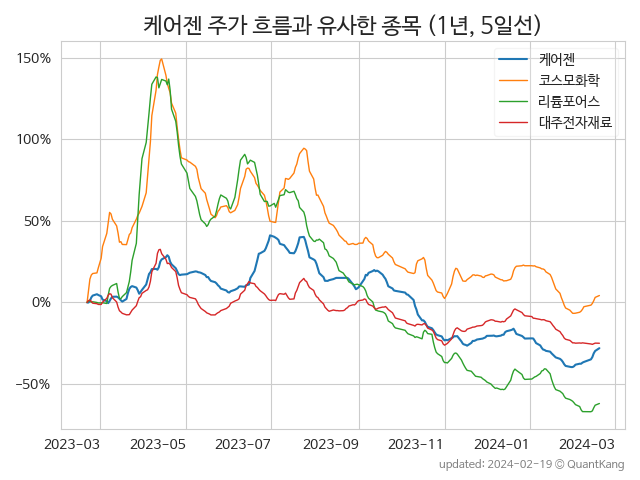 케어젠 주가 흐름과 유사한 종목 (1년, 5일선)
케어젠
코스모화학
리튬포어스
대주전자재료
150%
100%
50%
0%
−50%
2023-03 2023-05 2023-07 2023-09 2023-11 2024-01 2024-03
updated: 2024-02-19 © QuantKang